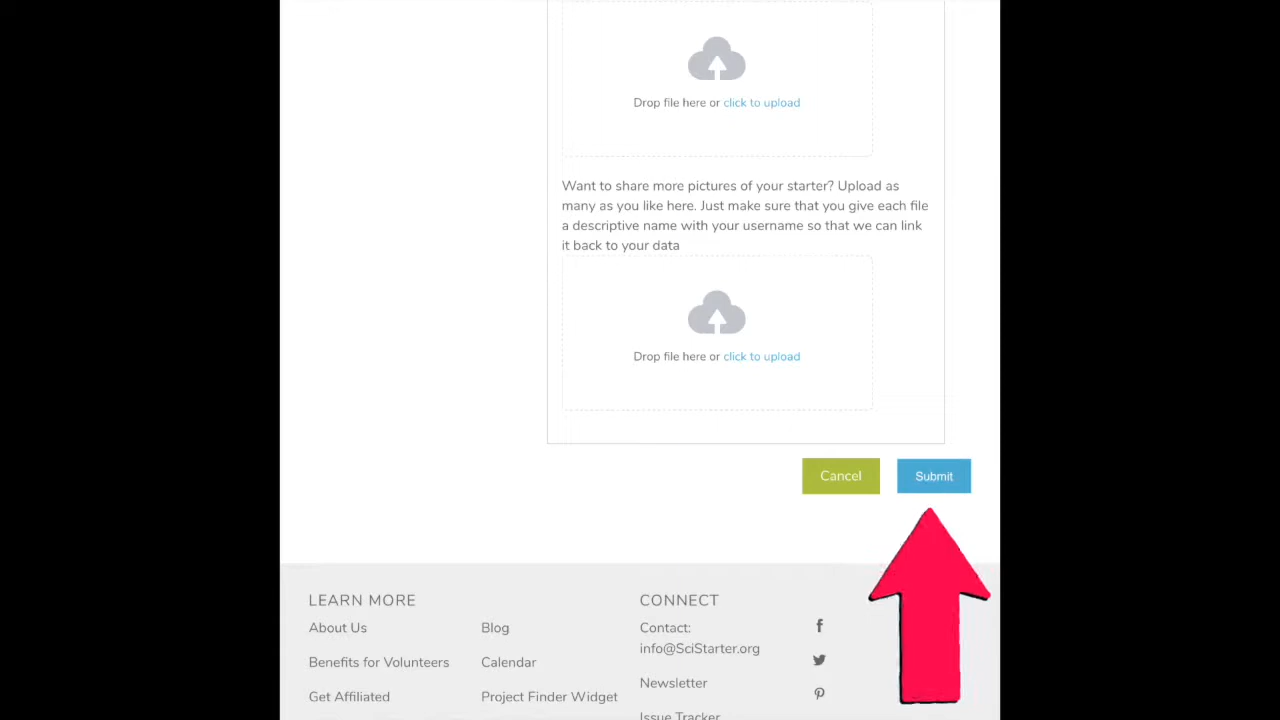 Drop file here or click to upload
Want to share more pictures of your starter? Upload as
many as you like here. Just make sure that you give each file
a descriptive name with your username so that we can link
it back to your data
Drop file here or click to upload
Cancel
Submit
LEARN MORE
About Us
Benefits for Volunteers
Get Affiliated
Blog
Calendar
Project Finder Widget
CONNECT
Contact:
info@SciStarter.org
Newsletter
Issue Tracker